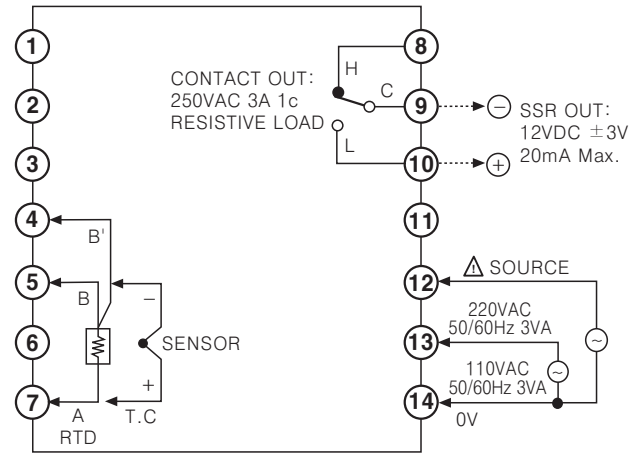 1
2
3
4
5
6
7
8
9
10
11
12
13
14
CONTACT OUT:
250VAC 3A 1c
RESISTIVE LOAD
H
C
L
−
SSR OUT:
12VDC ±3V
20mA Max.
+
B'
B
−
SENSOR
+
A
T.C
RTD
⚠ SOURCE
220VAC
50/60Hz 3VA
~
110VAC
50/60Hz 3VA
~
0V